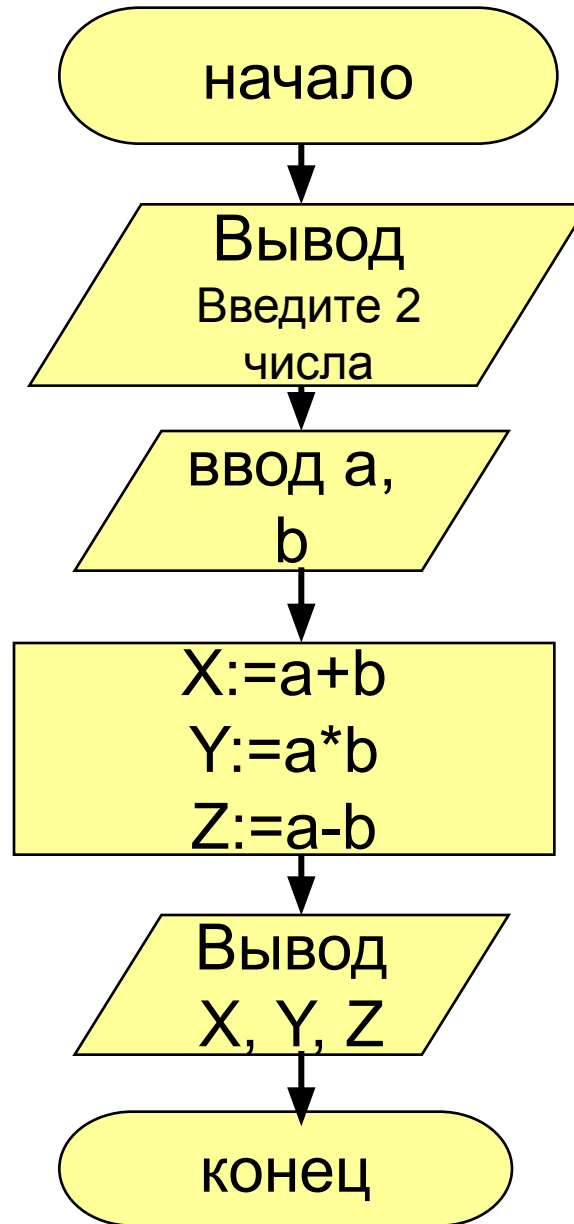 начало
Вывод
Введите 2
числа
ввод a,
b
X:=a+b
Y:=a*b
Z:=a-b
Вывод
X, Y, Z
конец